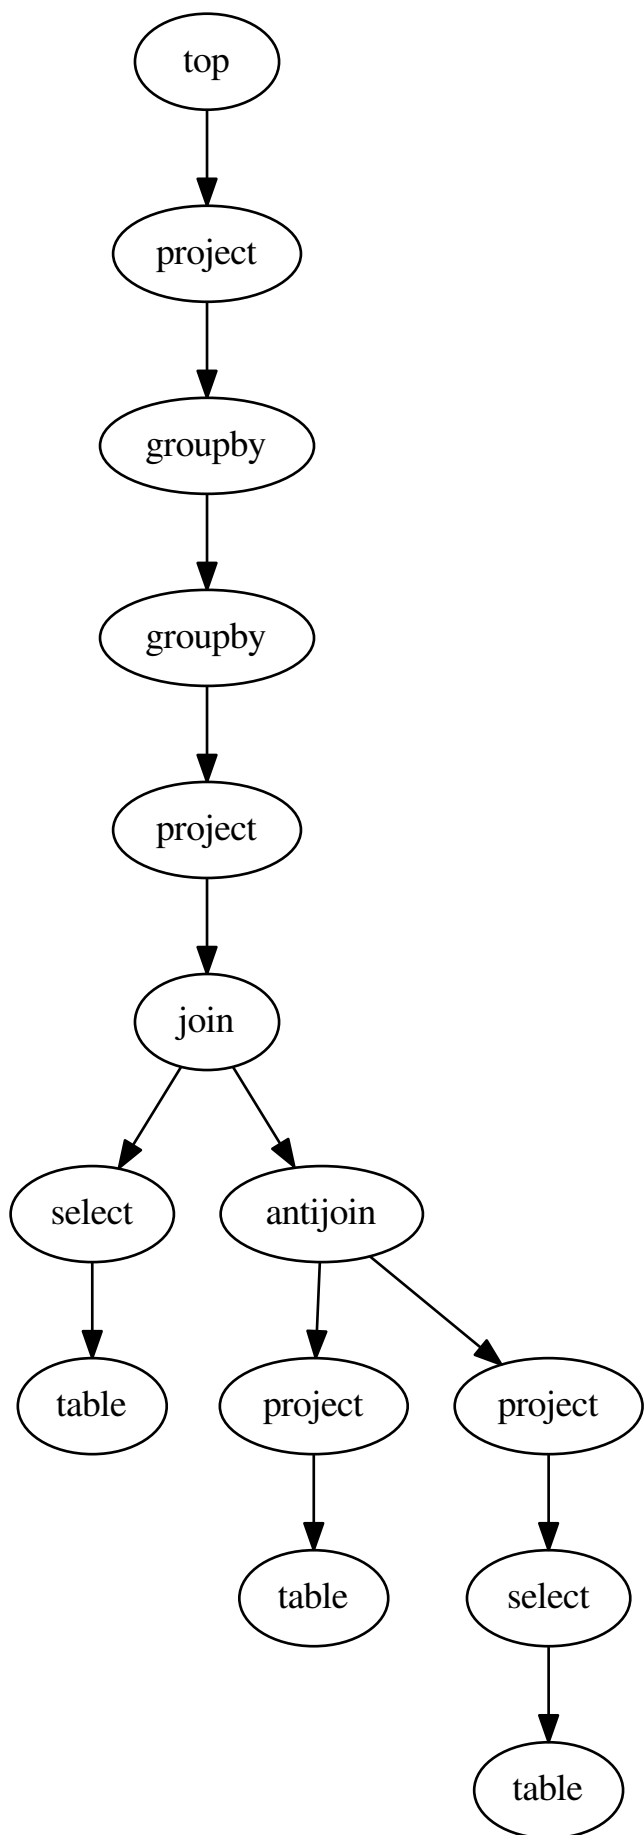 top
project
groupby
groupby
project
join
select
antijoin
table
project
project
table
select
table